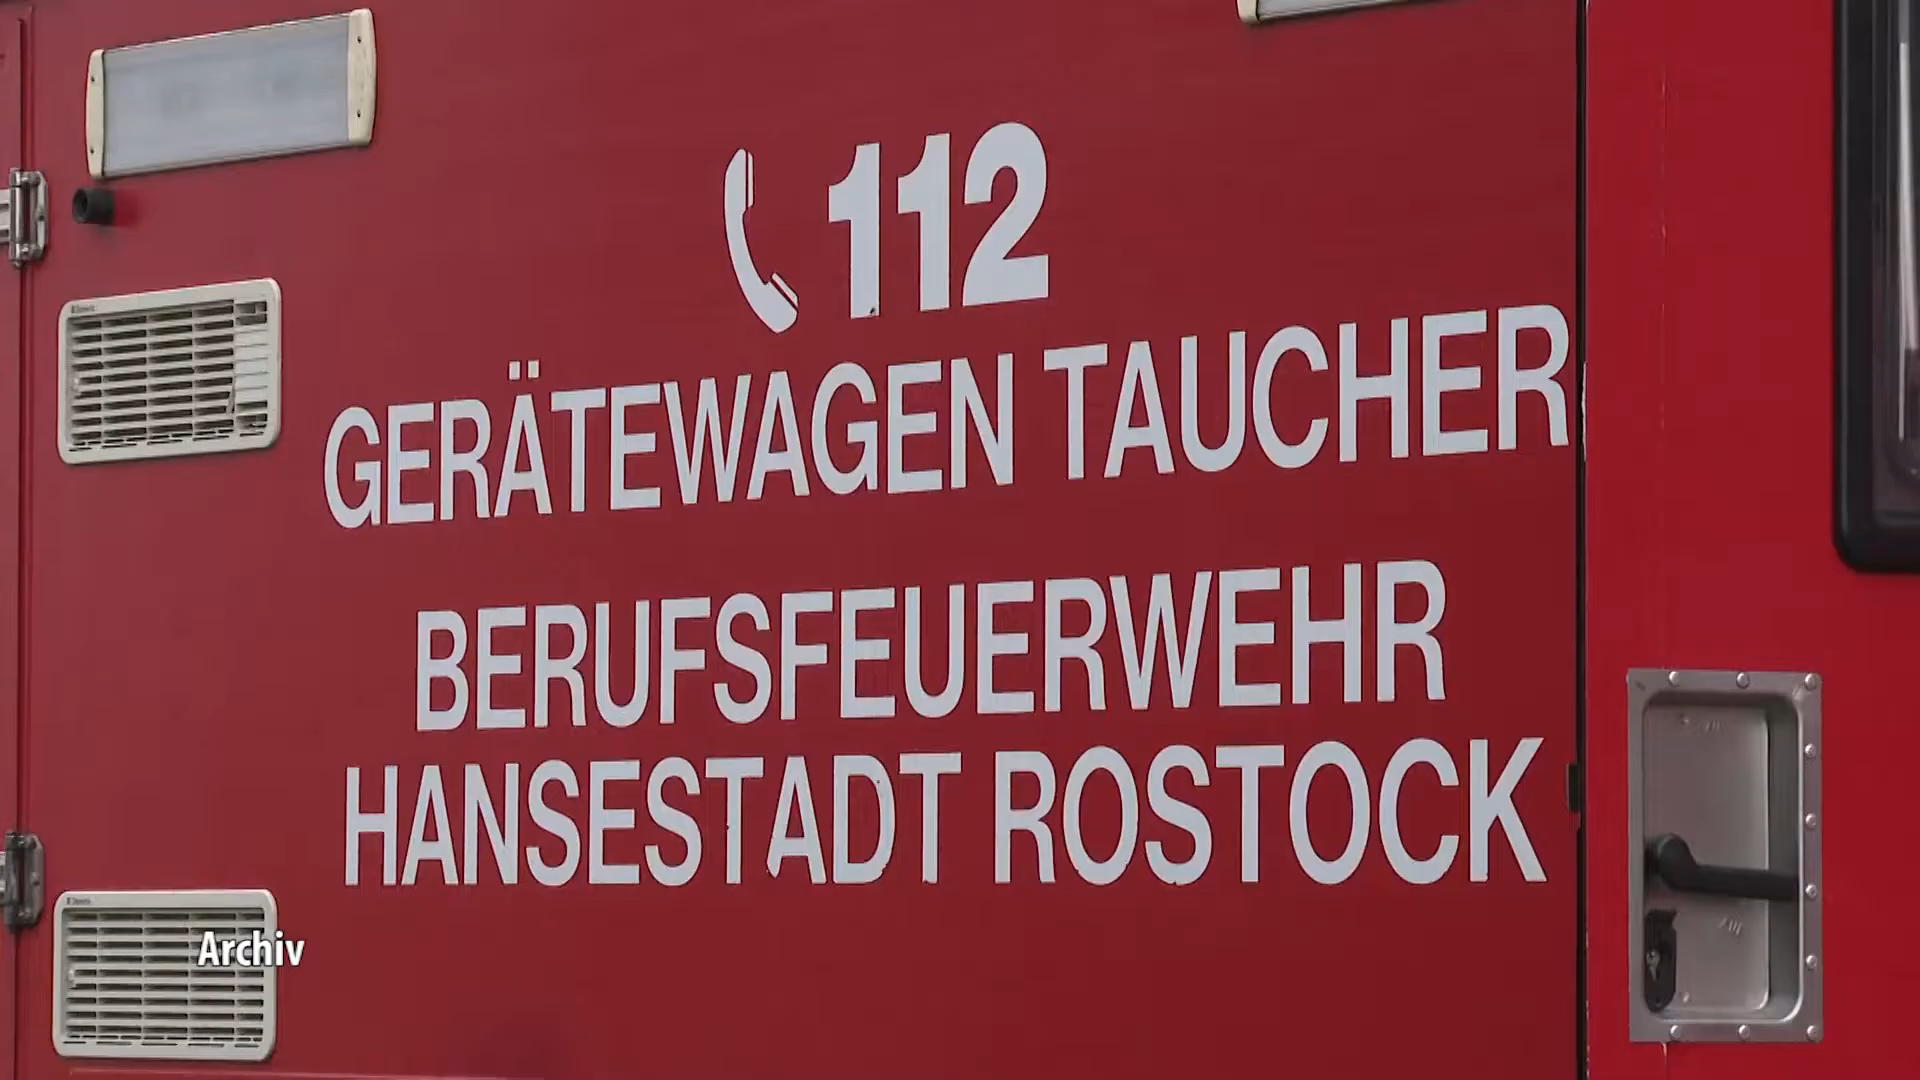 112
GERÄTEWAGEN TAUCHER
BERUFSFEUERWEHR
HANSESTADT ROSTOCK
Archiv